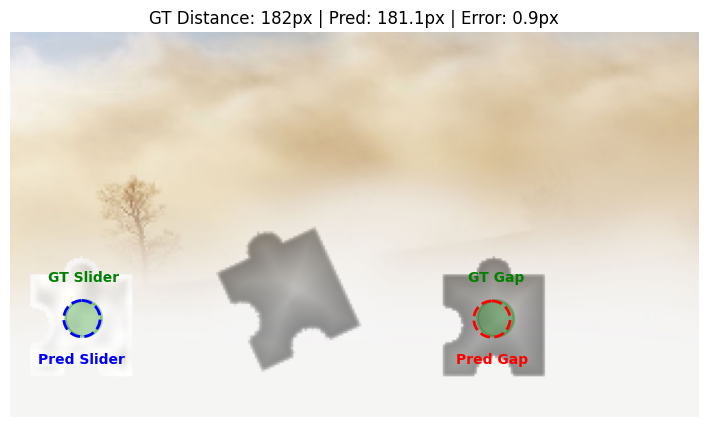 GT Distance: 182px | Pred: 181.1px | Error: 0.9px
GT Slider
GT Gap
Pred Slider
Pred Gap